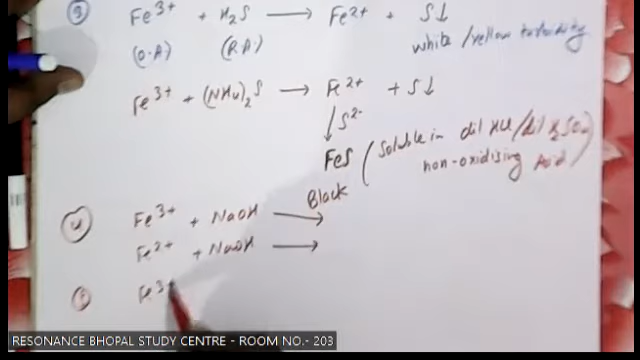 ③ Fe³⁺ + H₂S ⟶ Fe²⁺ + S↓
(O.A) (R.A) white/yellow turbidity
Fe³⁺ + (NH₄)₂S ⟶ Fe²⁺ + S↓
↓ S²⁻
FeS (Soluble in dil HCl/dil H₂SO₄
Black non-oxidising Acid)
④ Fe³⁺ + NaOH ⟶
Fe²⁺ + NaOH ⟶
Fe³⁺
RESONANCE BHOPAL STUDY CENTRE - ROOM NO.- 203